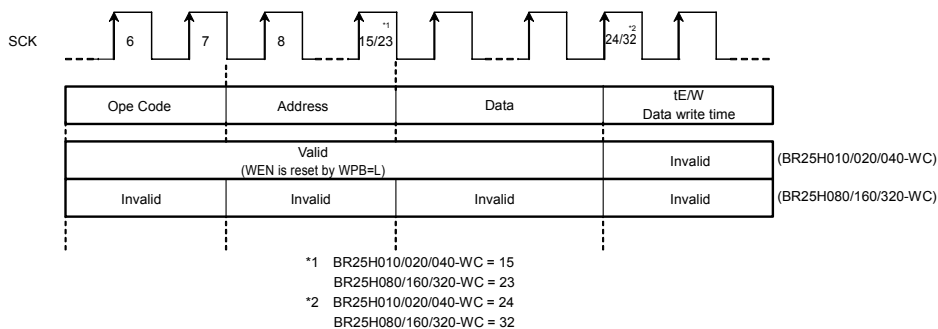 *1 *2
SCK 6 7 8 15/23 24/32
Ope Code Address Data tE/W
Data write time
Valid
(WEN is reset by WPB=L) Invalid (BR25H010/020/040-WC)
Invalid Invalid Invalid Invalid (BR25H080/160/320-WC)
*1 BR25H010/020/040-WC = 15
BR25H080/160/320-WC = 23
*2 BR25H010/020/040-WC = 24
BR25H080/160/320-WC = 32